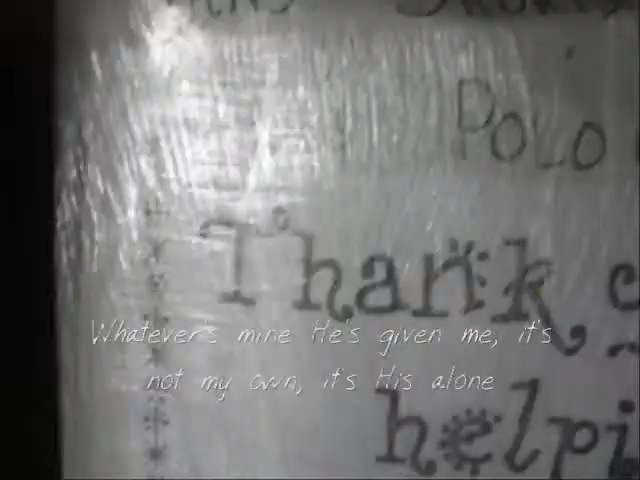 POLO
Thank
Whatever's mine He's given me, it's
not my own, it's His alone
helpi